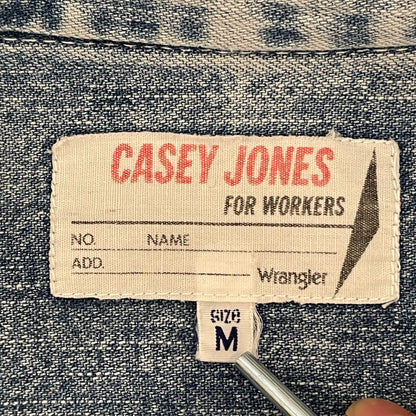 CASEY JONES
FOR WORKERS
NO. NAME
ADD.
Wrangler
SIZE
M